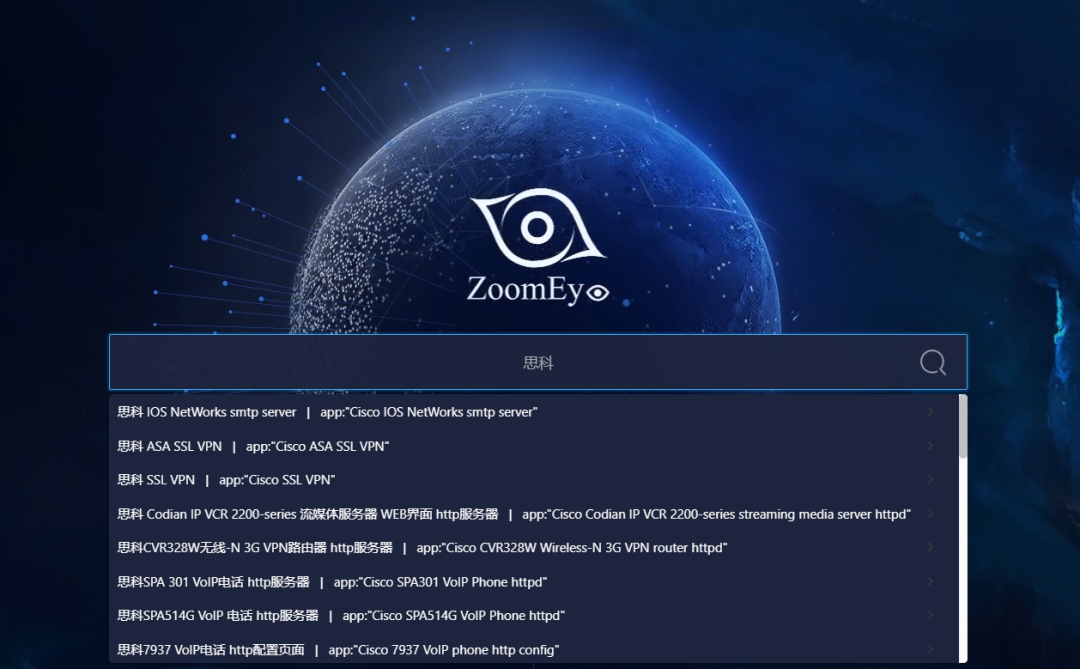 ZoomEye
思科
思科 IOS NetWorks smtp server | app:"Cisco IOS NetWorks smtp server"
思科 ASA SSL VPN | app:"Cisco ASA SSL VPN"
思科 SSL VPN | app:"Cisco SSL VPN"
思科 Codian IP VCR 2200-series 流媒体服务器 WEB界面 http服务器 | app:"Cisco Codian IP VCR 2200-series streaming media server httpd"
思科CVR328W无线-N 3G VPN路由器 http服务器 | app:"Cisco CVR328W Wireless-N 3G VPN router httpd"
思科SPA 301 VoIP电话 http服务器 | app:"Cisco SPA301 VoIP Phone httpd"
思科SPA514G VoIP 电话 http服务器 | app:"Cisco SPA514G VoIP Phone httpd"
思科7937 VoIP电话 http配置页面 | app:"Cisco 7937 VoIP phone http config"